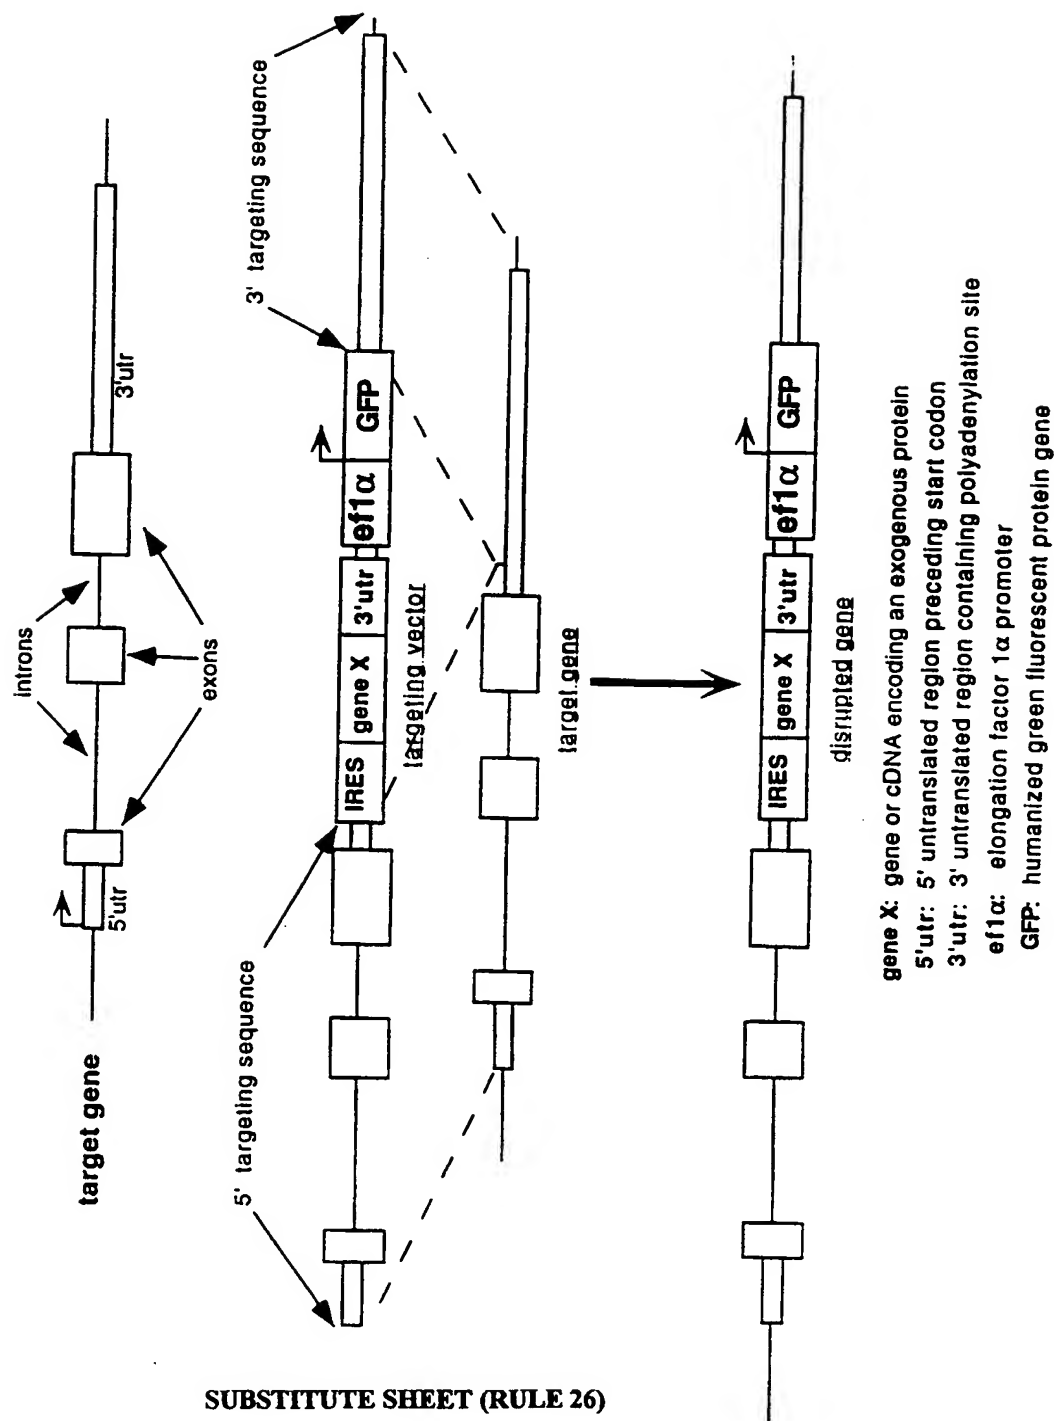 target gene
5'utr
introns
exons
3'utr
5' targeting sequence
3' targeting sequence
IRES
gene X
3'utr
ef1α
GFP
targeting vector
target gene
IRES
gene X
3'utr
ef1α
GFP
disrupted gene
gene X: gene or cDNA encoding an exogenous protein
5'utr: 5' untranslated region preceding start codon
3'utr: 3' untranslated region containing polyadenylation site
ef1α: elongation factor 1α promoter
GFP: humanized green fluorescent protein gene
SUBSTITUTE SHEET (RULE 26)